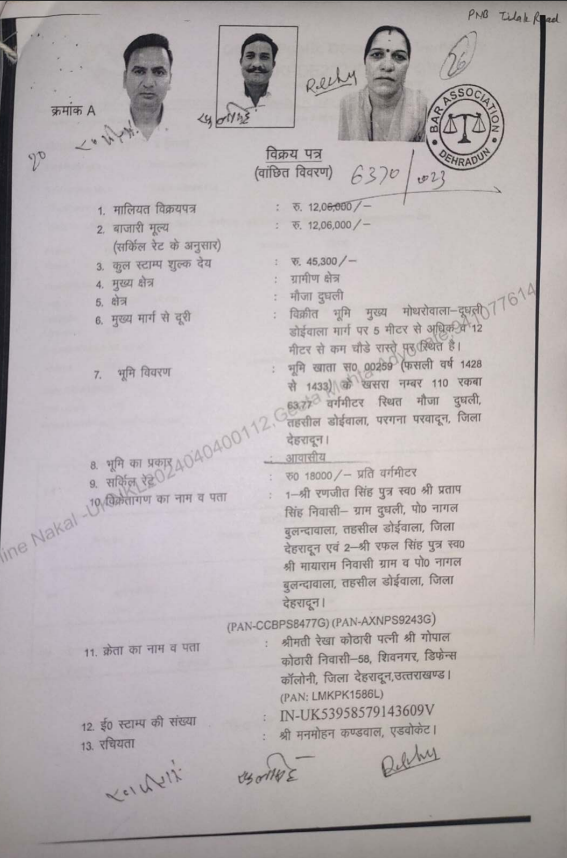 PNB Tilak Road
26
क्रमांक A
Rekha
BAR ASSOCIATION
DEHRADUN
20
विक्रय पत्र
(वांछित विवरण)
6370/2023
1. मालियत विक्रयपत्र : रु. 12,06,000/–
2. बाजारी मूल्य : रु. 12,06,000/–
(सर्किल रेट के अनुसार)
3. कुल स्टाम्प शुल्क देय : रु. 45,300/–
4. मुख्य क्षेत्र : ग्रामीण क्षेत्र
5. क्षेत्र : मौजा दुधली
6. मुख्य मार्ग से दूरी : विक्रीत भूमि मुख्य मोथरोवाला–दूधली
डोईवाला मार्ग पर 5 मीटर से अधिक व 12
मीटर से कम चौडे रास्ते पर स्थित है।
7. भूमि विवरण : भूमि खाता स0 00259 (फसली वर्ष 1428
से 1433) के खसरा नम्बर 110 रकबा
63.77 वर्गमीटर स्थित मौजा दुधली,
तहसील डोईवाला, परगना परवादून, जिला
देहरादून।
8. भूमि का प्रकार : आवासीय
9. सर्किल रेट : रु0 18000/– प्रति वर्गमीटर
10. विक्रेतागण का नाम व पता : 1–श्री रणजीत सिंह पुत्र स्व0 श्री प्रताप
सिंह निवासी– ग्राम दुधली, पो0 नागल
बुलन्दावाला, तहसील डोईवाला, जिला
देहरादून एवं 2–श्री रफल सिंह पुत्र स्व0
श्री मायाराम निवासी ग्राम व पो0 नागल
बुलन्दावाला, तहसील डोईवाला, जिला
देहरादून।
(PAN-CCBPS8477G) (PAN-AXNPS9243G)
11. क्रेता का नाम व पता : श्रीमती रेखा कोठारी पत्नी श्री गोपाल
कोठारी निवासी–58, शिवनगर, डिफेन्स
कॉलोनी, जिला देहरादून,उत्तराखण्ड।
(PAN: LMKPK1586L)
12. ई0 स्टाम्प की संख्या : IN-UK53958579143609V
13. रचियता : श्री मनमोहन कण्डवाल, एडवोकेट।
Rekha